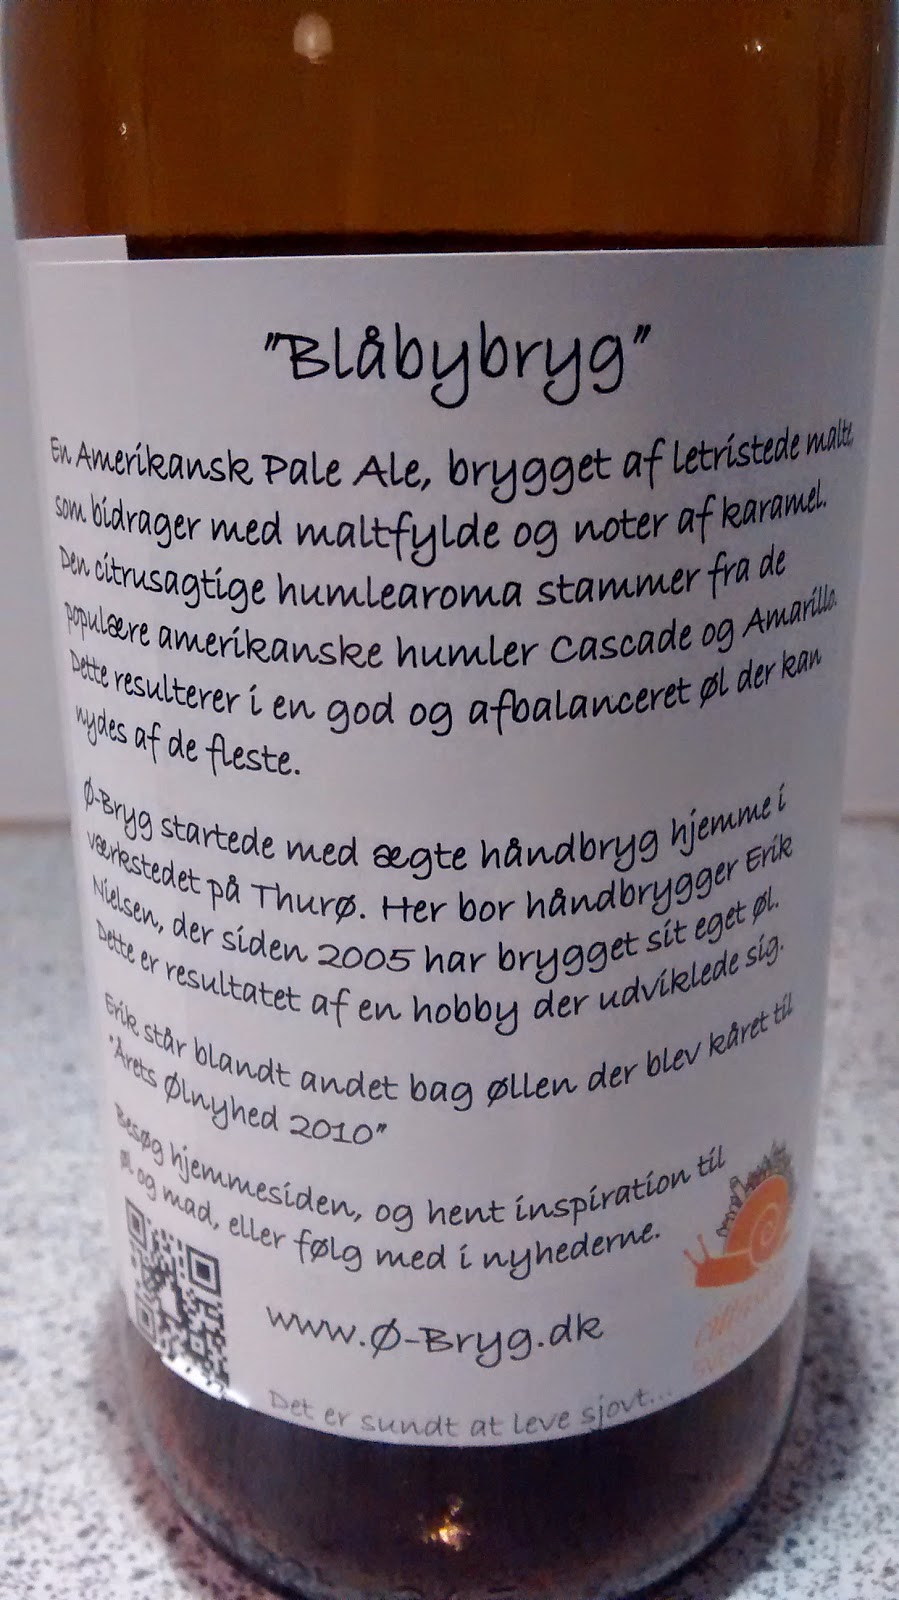 "Blåbybryg"
En Amerikansk Pale Ale, brygget af letristede malte,
som bidrager med maltfylde og noter af karamel.
Den citrusagtige humlearoma stammer fra de
populære amerikanske humler Cascade og Amarillo.
Dette resulterer i en god og afbalanceret øl der kan
nydes af de fleste.
Ø-Bryg startede med ægte håndbryg hjemme i
værkstedet på Thurø. Her bor håndbrygger Erik
Nielsen, der siden 2005 har brygget sit eget øl.
Dette er resultatet af en hobby der udviklede sig.
Erik står blandt andet bag øllen der blev kåret til
"Årets Ølnyhed 2010"
Besøg hjemmesiden, og hent inspiration til
øl og mad, eller følg med i nyhederne.
www.Ø-Bryg.dk
Det er sundt at leve sjovt...